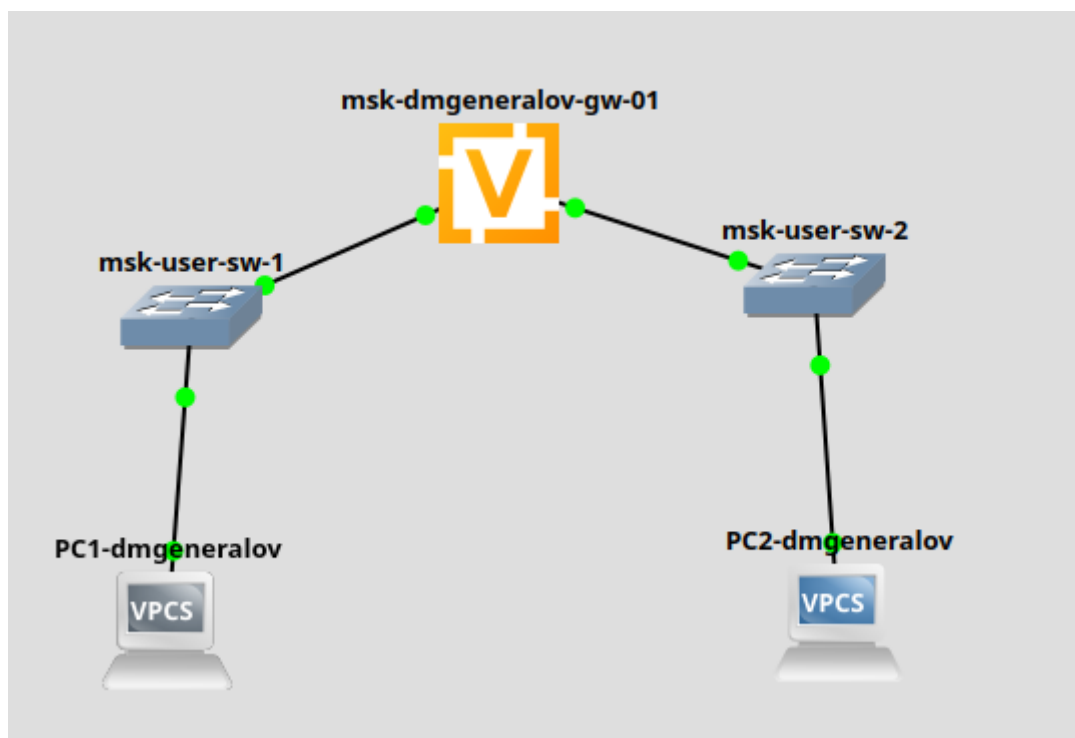 msk-dmgeneralov-gw-01
V
msk-user-sw-2
msk-user-sw-1
PC1-dmgeneralov
VPCS
PC2-dmgeneralov
VPCS